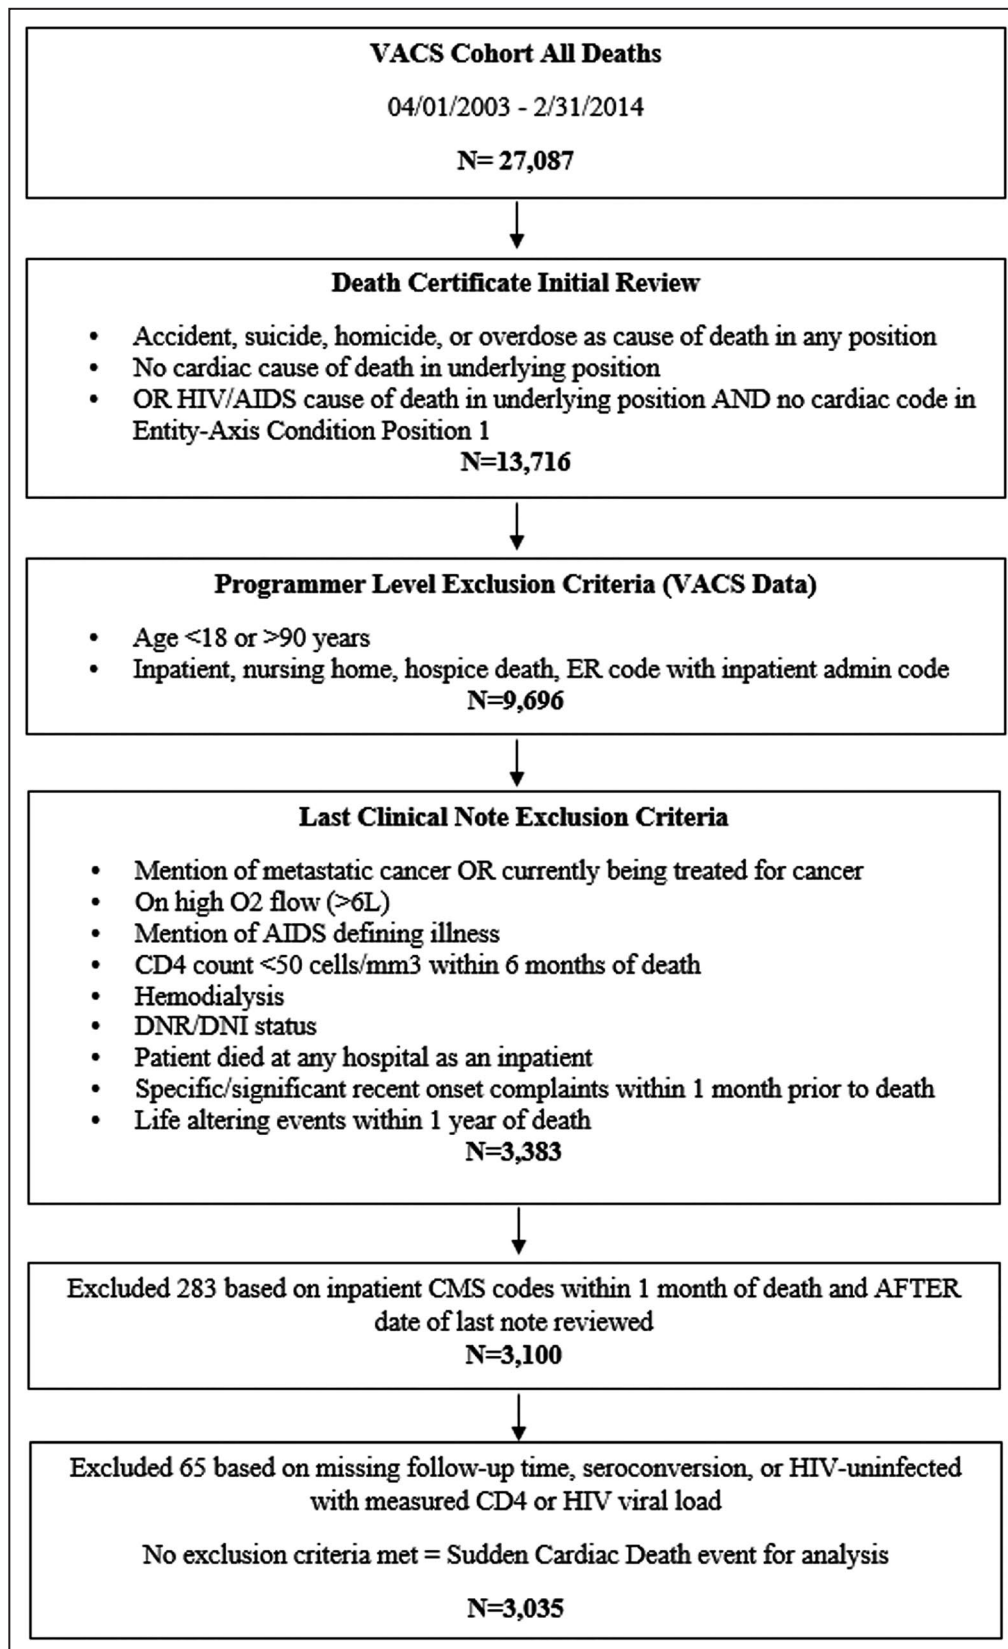 VACS Cohort All Deaths
04/01/2003 - 2/31/2014
N= 27,087
Death Certificate Initial Review
• Accident, suicide, homicide, or overdose as cause of death in any position
• No cardiac cause of death in underlying position
• OR HIV/AIDS cause of death in underlying position AND no cardiac code in
Entity-Axis Condition Position 1
N=13,716
Programmer Level Exclusion Criteria (VACS Data)
• Age <18 or >90 years
• Inpatient, nursing home, hospice death, ER code with inpatient admin code
N=9,696
Last Clinical Note Exclusion Criteria
• Mention of metastatic cancer OR currently being treated for cancer
• On high O2 flow (>6L)
• Mention of AIDS defining illness
• CD4 count <50 cells/mm3 within 6 months of death
• Hemodialysis
• DNR/DNI status
• Patient died at any hospital as an inpatient
• Specific/significant recent onset complaints within 1 month prior to death
• Life altering events within 1 year of death
N=3,383
Excluded 283 based on inpatient CMS codes within 1 month of death and AFTER
date of last note reviewed
N=3,100
Excluded 65 based on missing follow-up time, seroconversion, or HIV-uninfected
with measured CD4 or HIV viral load
No exclusion criteria met = Sudden Cardiac Death event for analysis
N=3,035